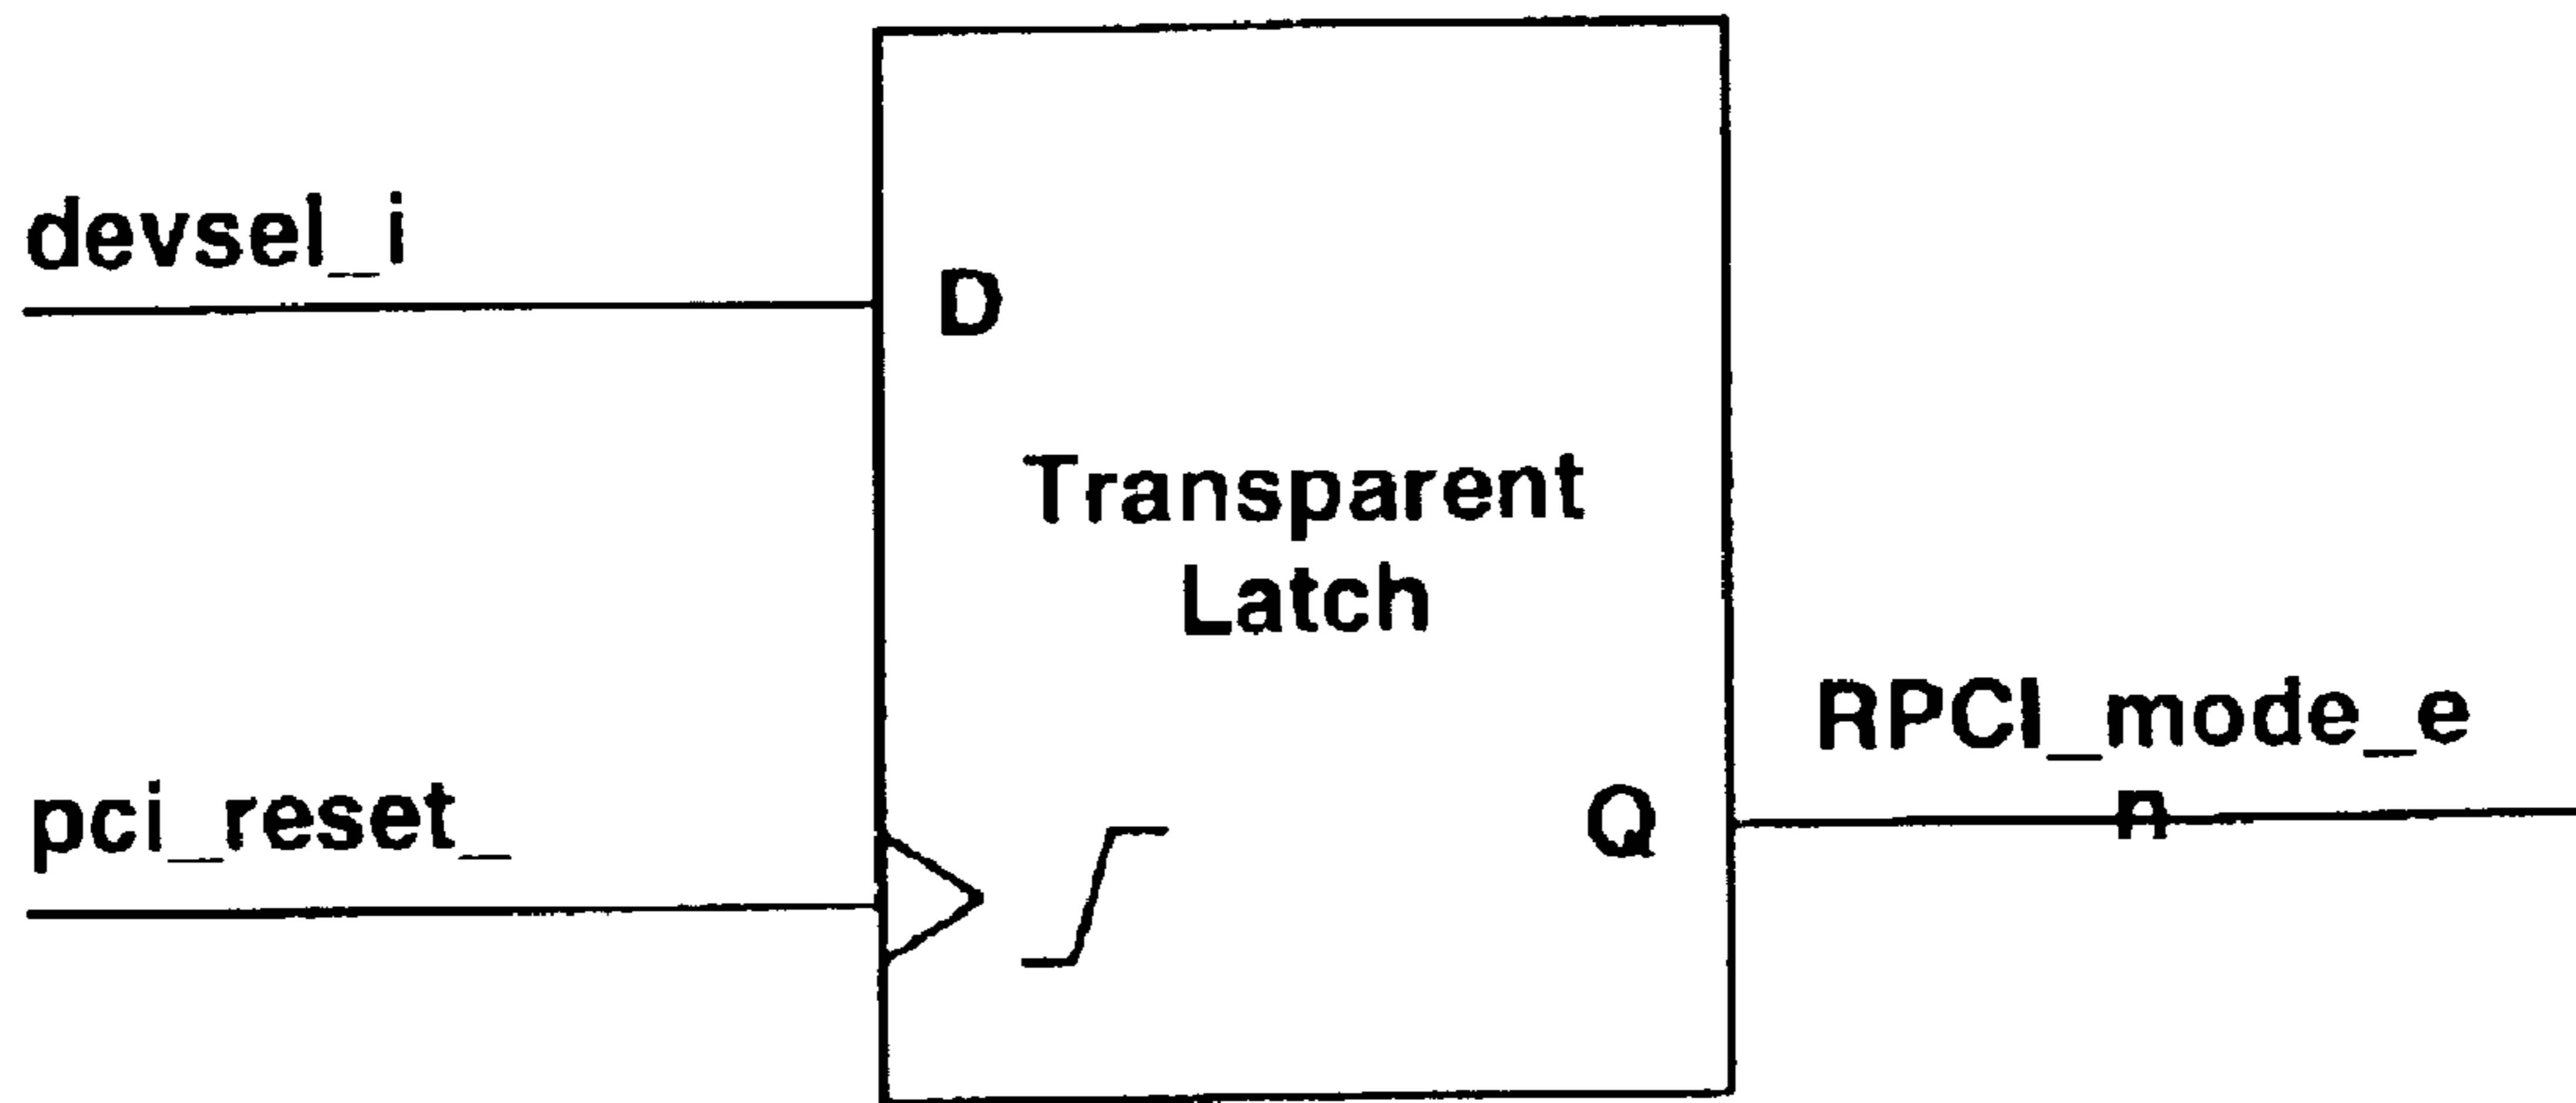 devsel_i
D
Transparent
Latch
RPCI_mode_e
n
pci_reset_
Q